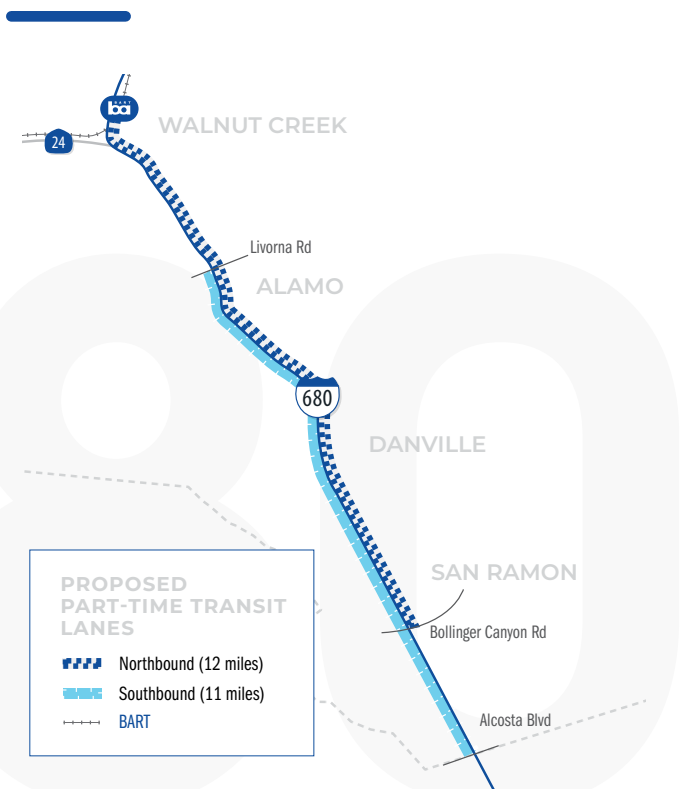 WALNUT CREEK
24
Livorna Rd
ALAMO
680
DANVILLE
SAN RAMON
Bollinger Canyon Rd
Alcosta Blvd
PROPOSED
PART-TIME TRANSIT
LANES
Northbound (12 miles)
Southbound (11 miles)
BART